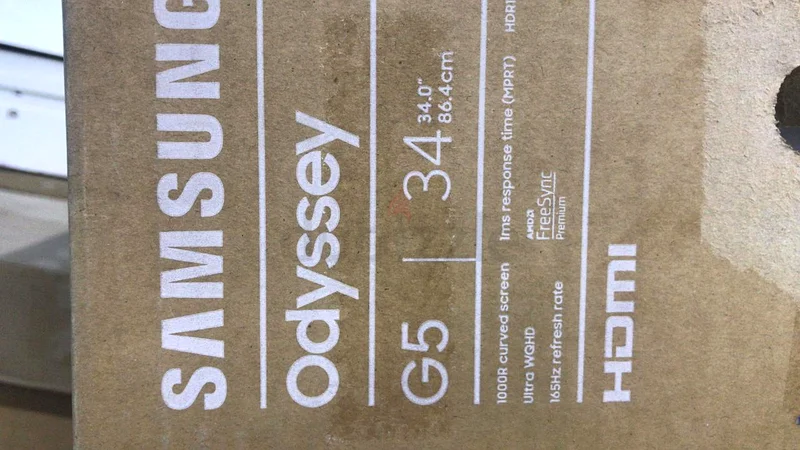 SAMSUNG
Odyssey
G5 34 34.0"
86.4cm
1000R curved screen 1ms response time (MPRT)
Ultra WQHD AMD FreeSync Premium
165Hz refresh rate
HDMI